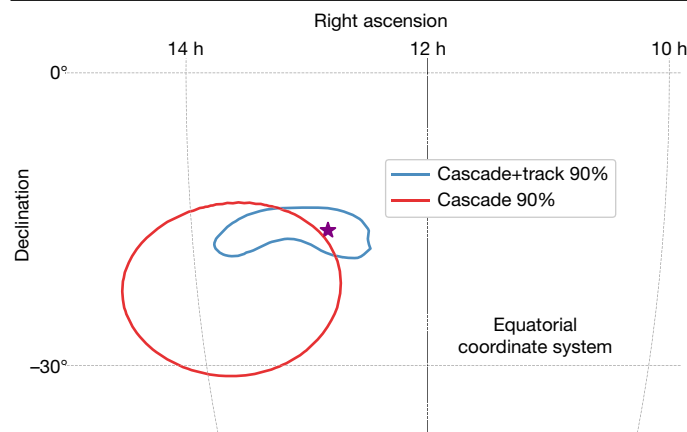 Right ascension
14 h
12 h
10 h
0°
Declination
Cascade+track 90%
Cascade 90%
Equatorial
coordinate system
–30°